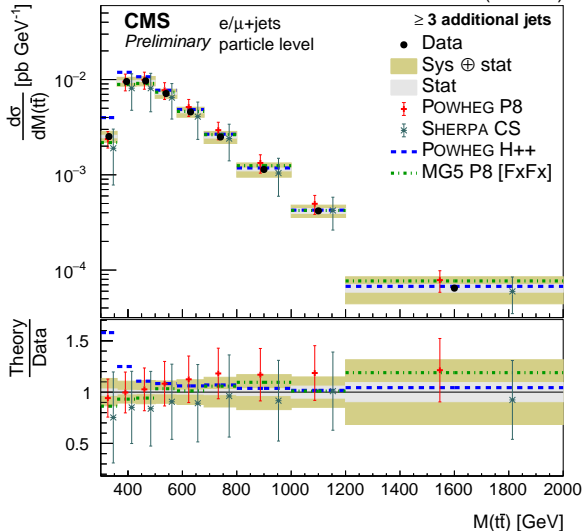 CMS e/μ+jets ≥ 3 additional jets
Preliminary particle level
Data
Sys ⊕ stat
Stat
POWHEG P8
SHERPA CS
POWHEG H++
MG5 P8 [FxFx]
dσ/dM(tt̄) [pb GeV⁻¹]
10⁻²
10⁻³
10⁻⁴
Theory/Data
1.5
1
0.5
400 600 800 1000 1200 1400 1600 1800 2000
M(tt̄) [GeV]